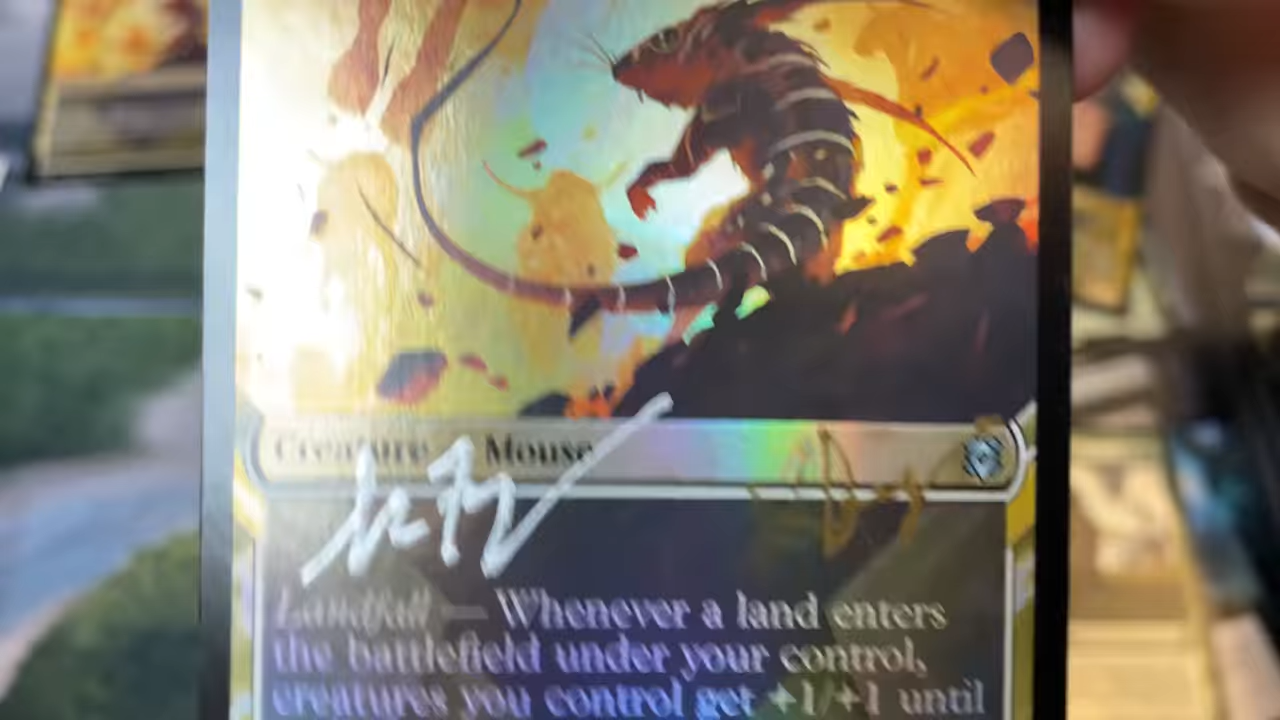 Creature — Mouse
Landfall — Whenever a land enters
the battlefield under your control,
creatures you control get +1/+1 until